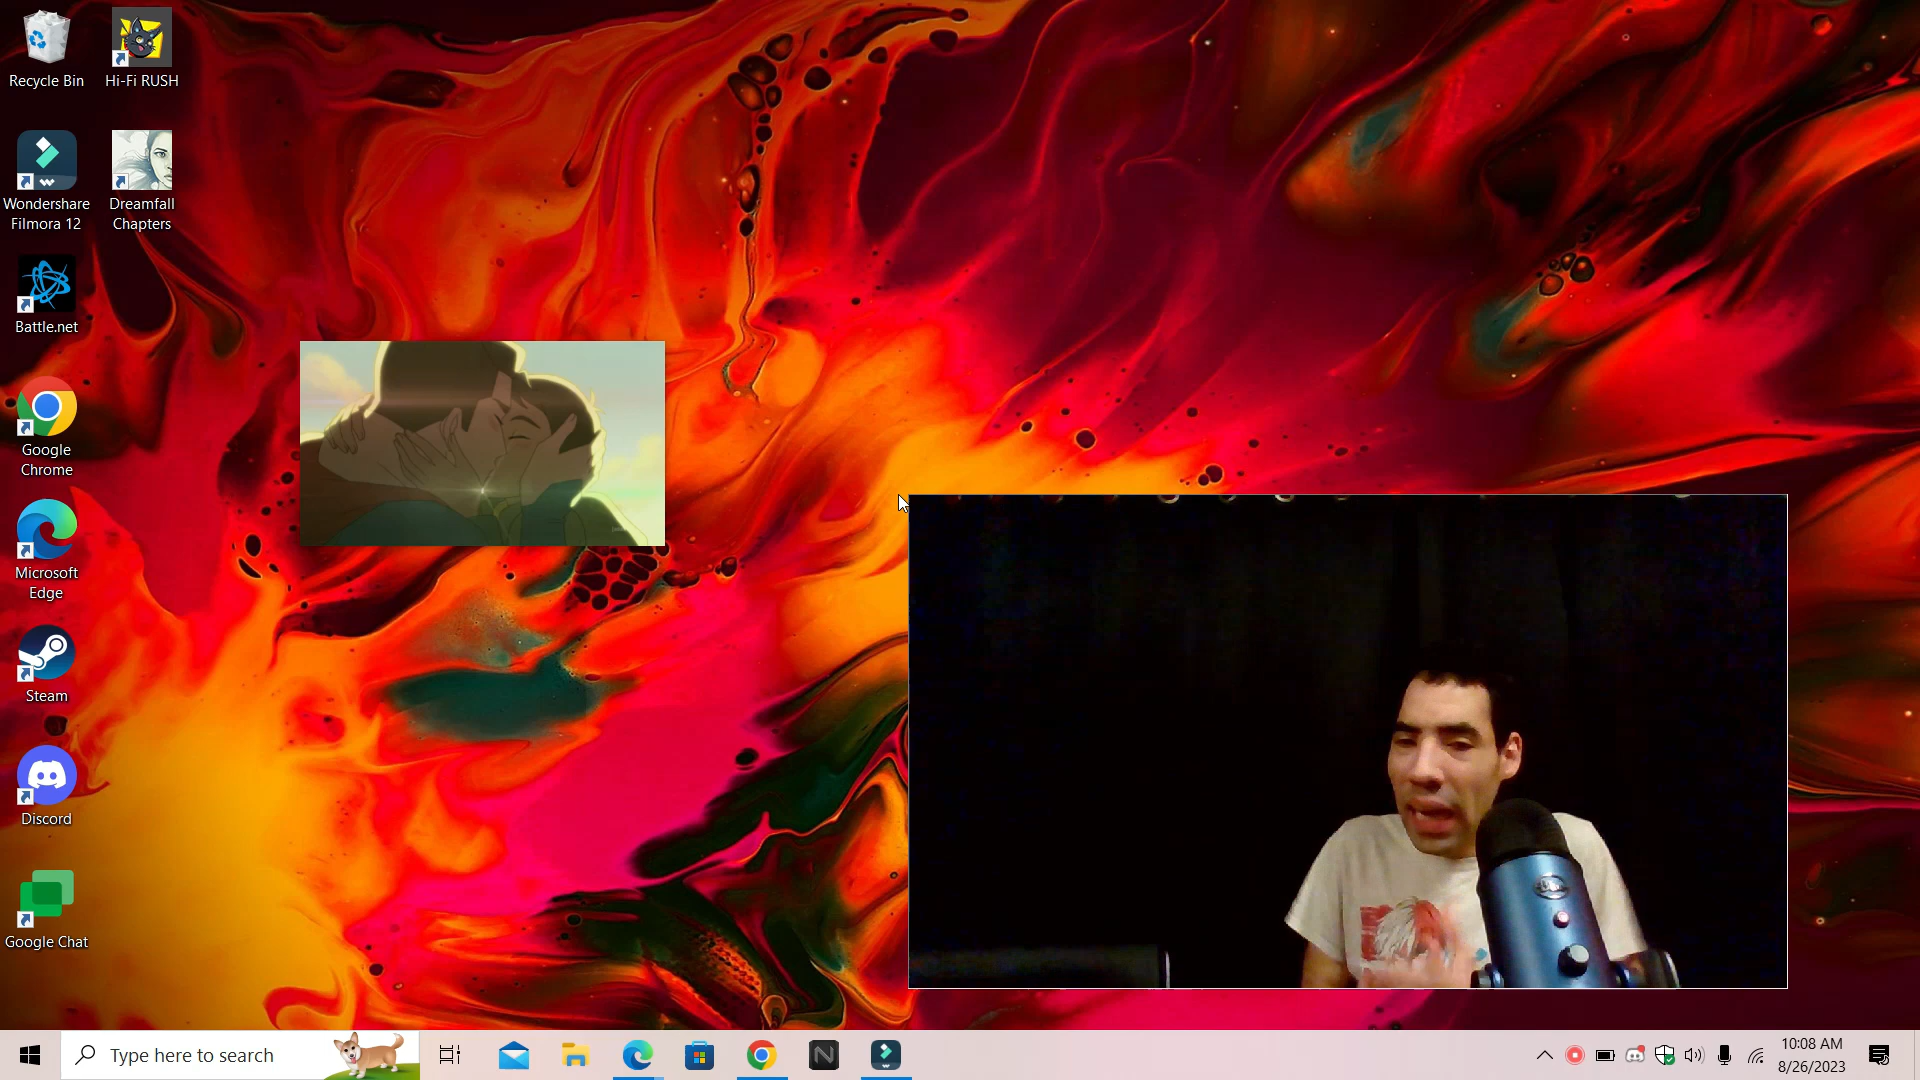 Recycle Bin
Hi-Fi RUSH
Wondershare
Filmora 12
Dreamfall
Chapters
Battle.net
Google
Chrome
Microsoft
Edge
Steam
Discord
Google Chat
Type here to search
10:08 AM
8/26/2023